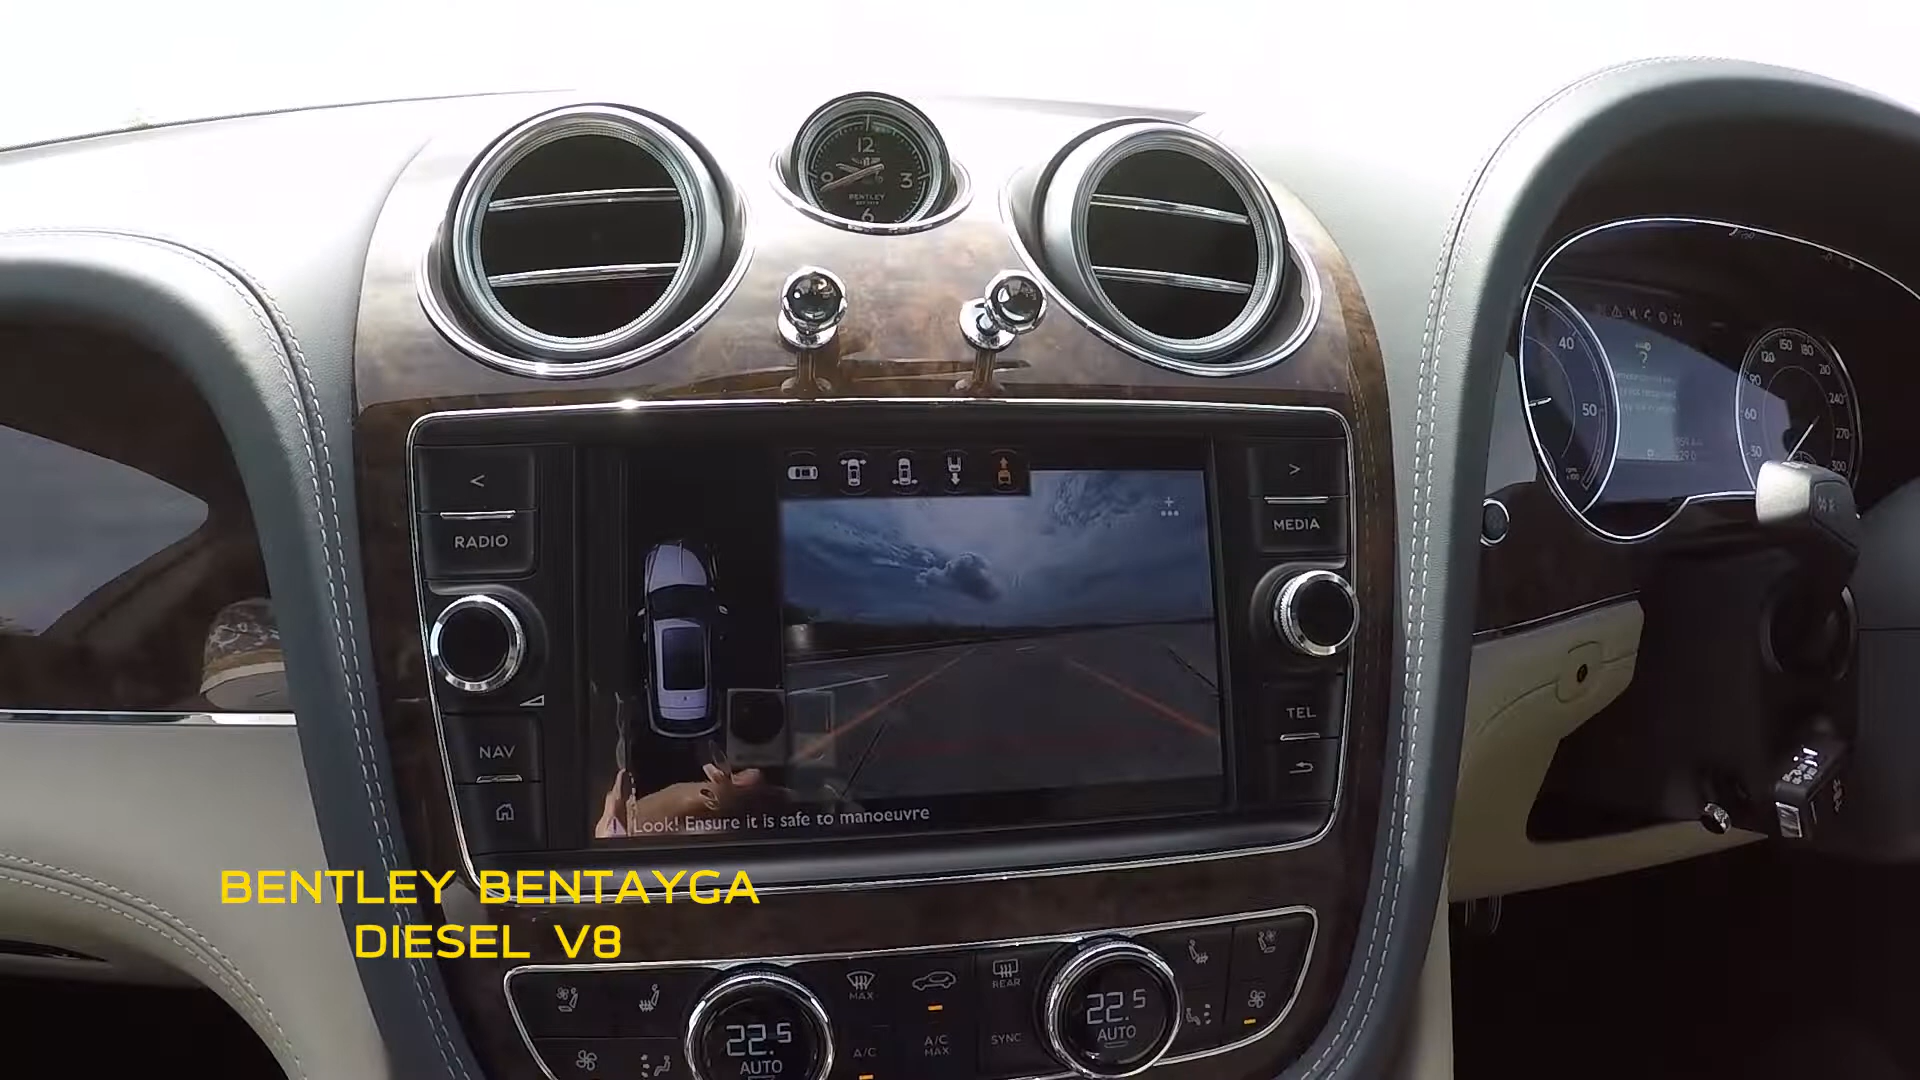 12
9
3
BENTLEY
6
<
RADIO
NAV
>
MEDIA
TEL
Look! Ensure it is safe to manoeuvre
40
50
?
30
60
90
120
150
180
210
240
270
300
BENTLEY BENTAYGA
DIESEL V8
MAX
REAR
22.5
AUTO
A/C
A/C
MAX
SYNC
22.5
AUTO